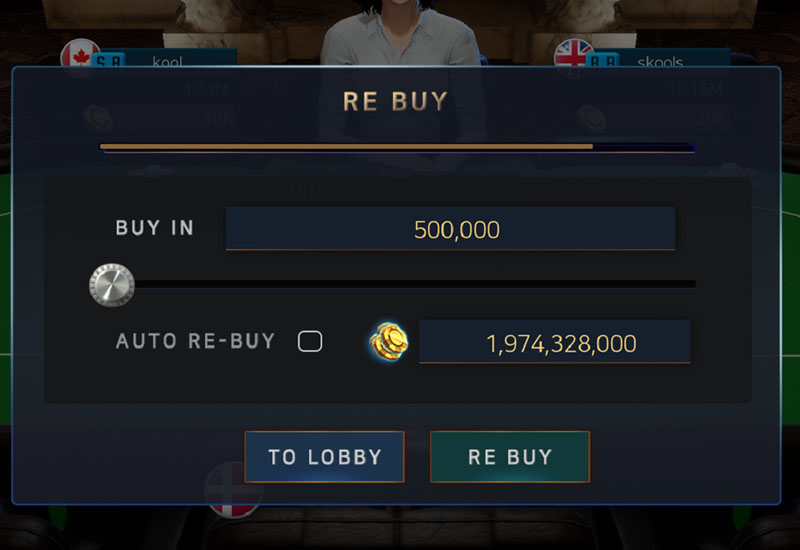 S.B kool
B.B skools
1.11M
13.15M
10K
20K
RE BUY
BUY IN 500,000
AUTO RE-BUY 1,974,328,000
TO LOBBY RE BUY